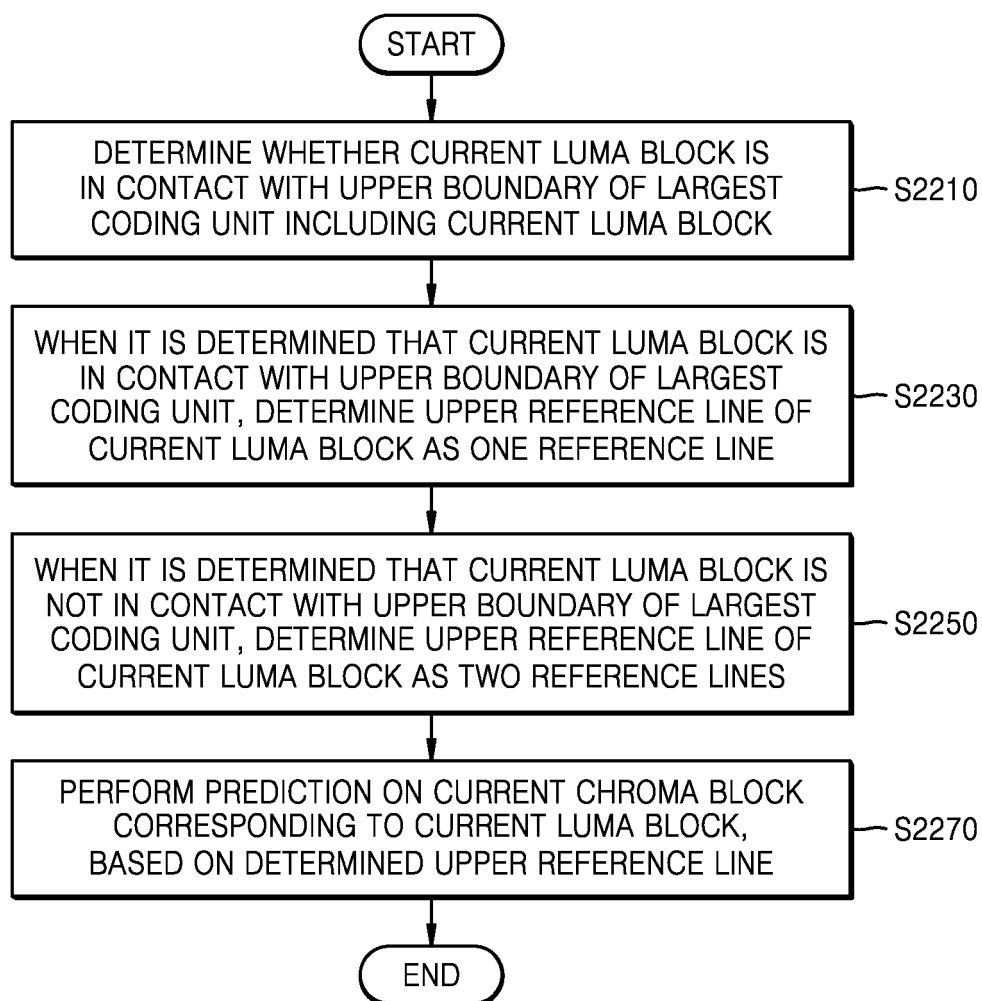 START
DETERMINE WHETHER CURRENT LUMA BLOCK IS
IN CONTACT WITH UPPER BOUNDARY OF LARGEST
CODING UNIT INCLUDING CURRENT LUMA BLOCK
S2210
WHEN IT IS DETERMINED THAT CURRENT LUMA BLOCK IS
IN CONTACT WITH UPPER BOUNDARY OF LARGEST
CODING UNIT, DETERMINE UPPER REFERENCE LINE OF
CURRENT LUMA BLOCK AS ONE REFERENCE LINE
S2230
WHEN IT IS DETERMINED THAT CURRENT LUMA BLOCK IS
NOT IN CONTACT WITH UPPER BOUNDARY OF LARGEST
CODING UNIT, DETERMINE UPPER REFERENCE LINE OF
CURRENT LUMA BLOCK AS TWO REFERENCE LINES
S2250
PERFORM PREDICTION ON CURRENT CHROMA BLOCK
CORRESPONDING TO CURRENT LUMA BLOCK,
BASED ON DETERMINED UPPER REFERENCE LINE
S2270
END